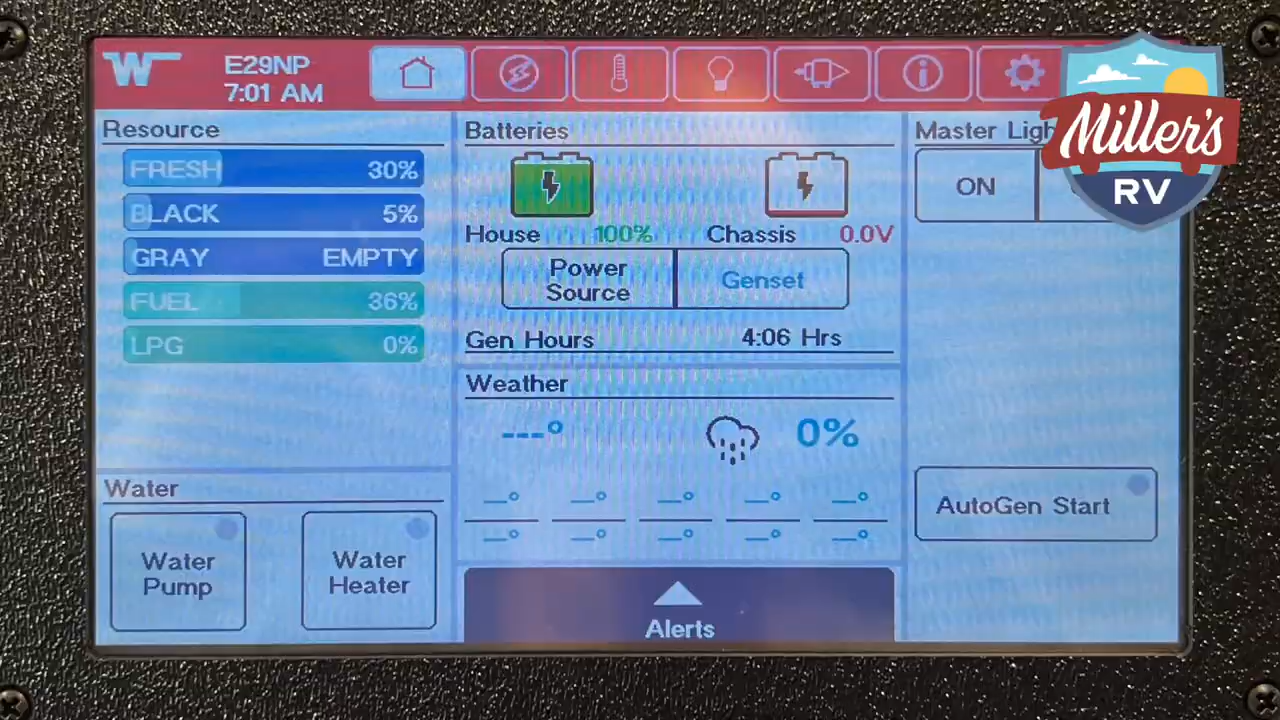 W
E29NP
7:01 AM
Miller's
RV
Resource
FRESH 30%
BLACK 5%
GRAY EMPTY
FUEL 36%
LPG 0%
Batteries
House 100% Chassis 0.0V
Power
Source
Genset
Gen Hours 4:06 Hrs
Weather
---° 0%
—° —° —° —° —°
—° —° —° —° —°
Alerts
Master Ligh
ON
AutoGen Start
Water
Water
Pump
Water
Heater